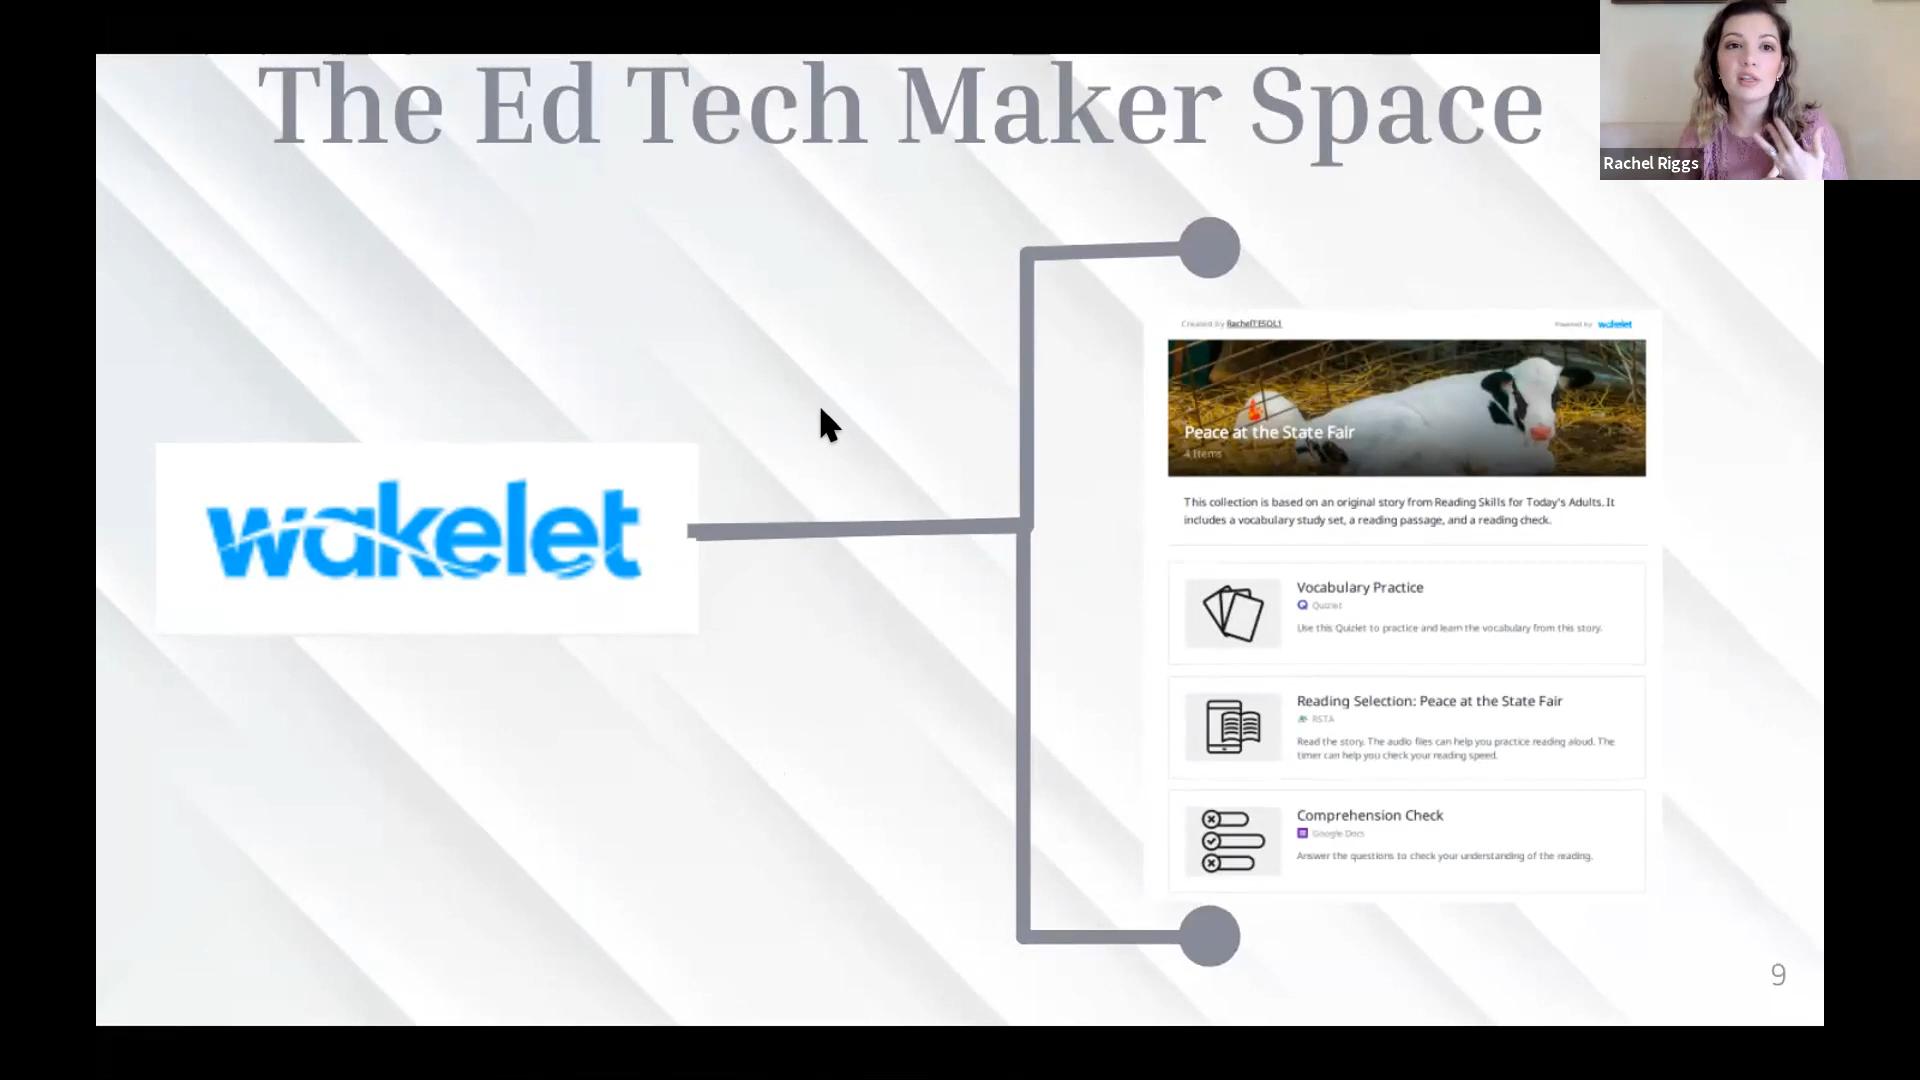 The Ed Tech Maker Space
Rachel Riggs
Created by RachelTESOL1
Powered by wakelet
Peace at the State Fair
4 Items
This collection is based on an original story from Reading Skills for Today's Adults. It
includes a vocabulary study set, a reading passage, and a reading check.
wakelet
Vocabulary Practice
Quizlet
Use this Quizlet to practice and learn the vocabulary from this story.
Reading Selection: Peace at the State Fair
RSTA
Read the story. The audio files can help you practice reading aloud. The
timer can help you check your reading speed.
Comprehension Check
Google Docs
Answer the questions to check your understanding of the reading.
9